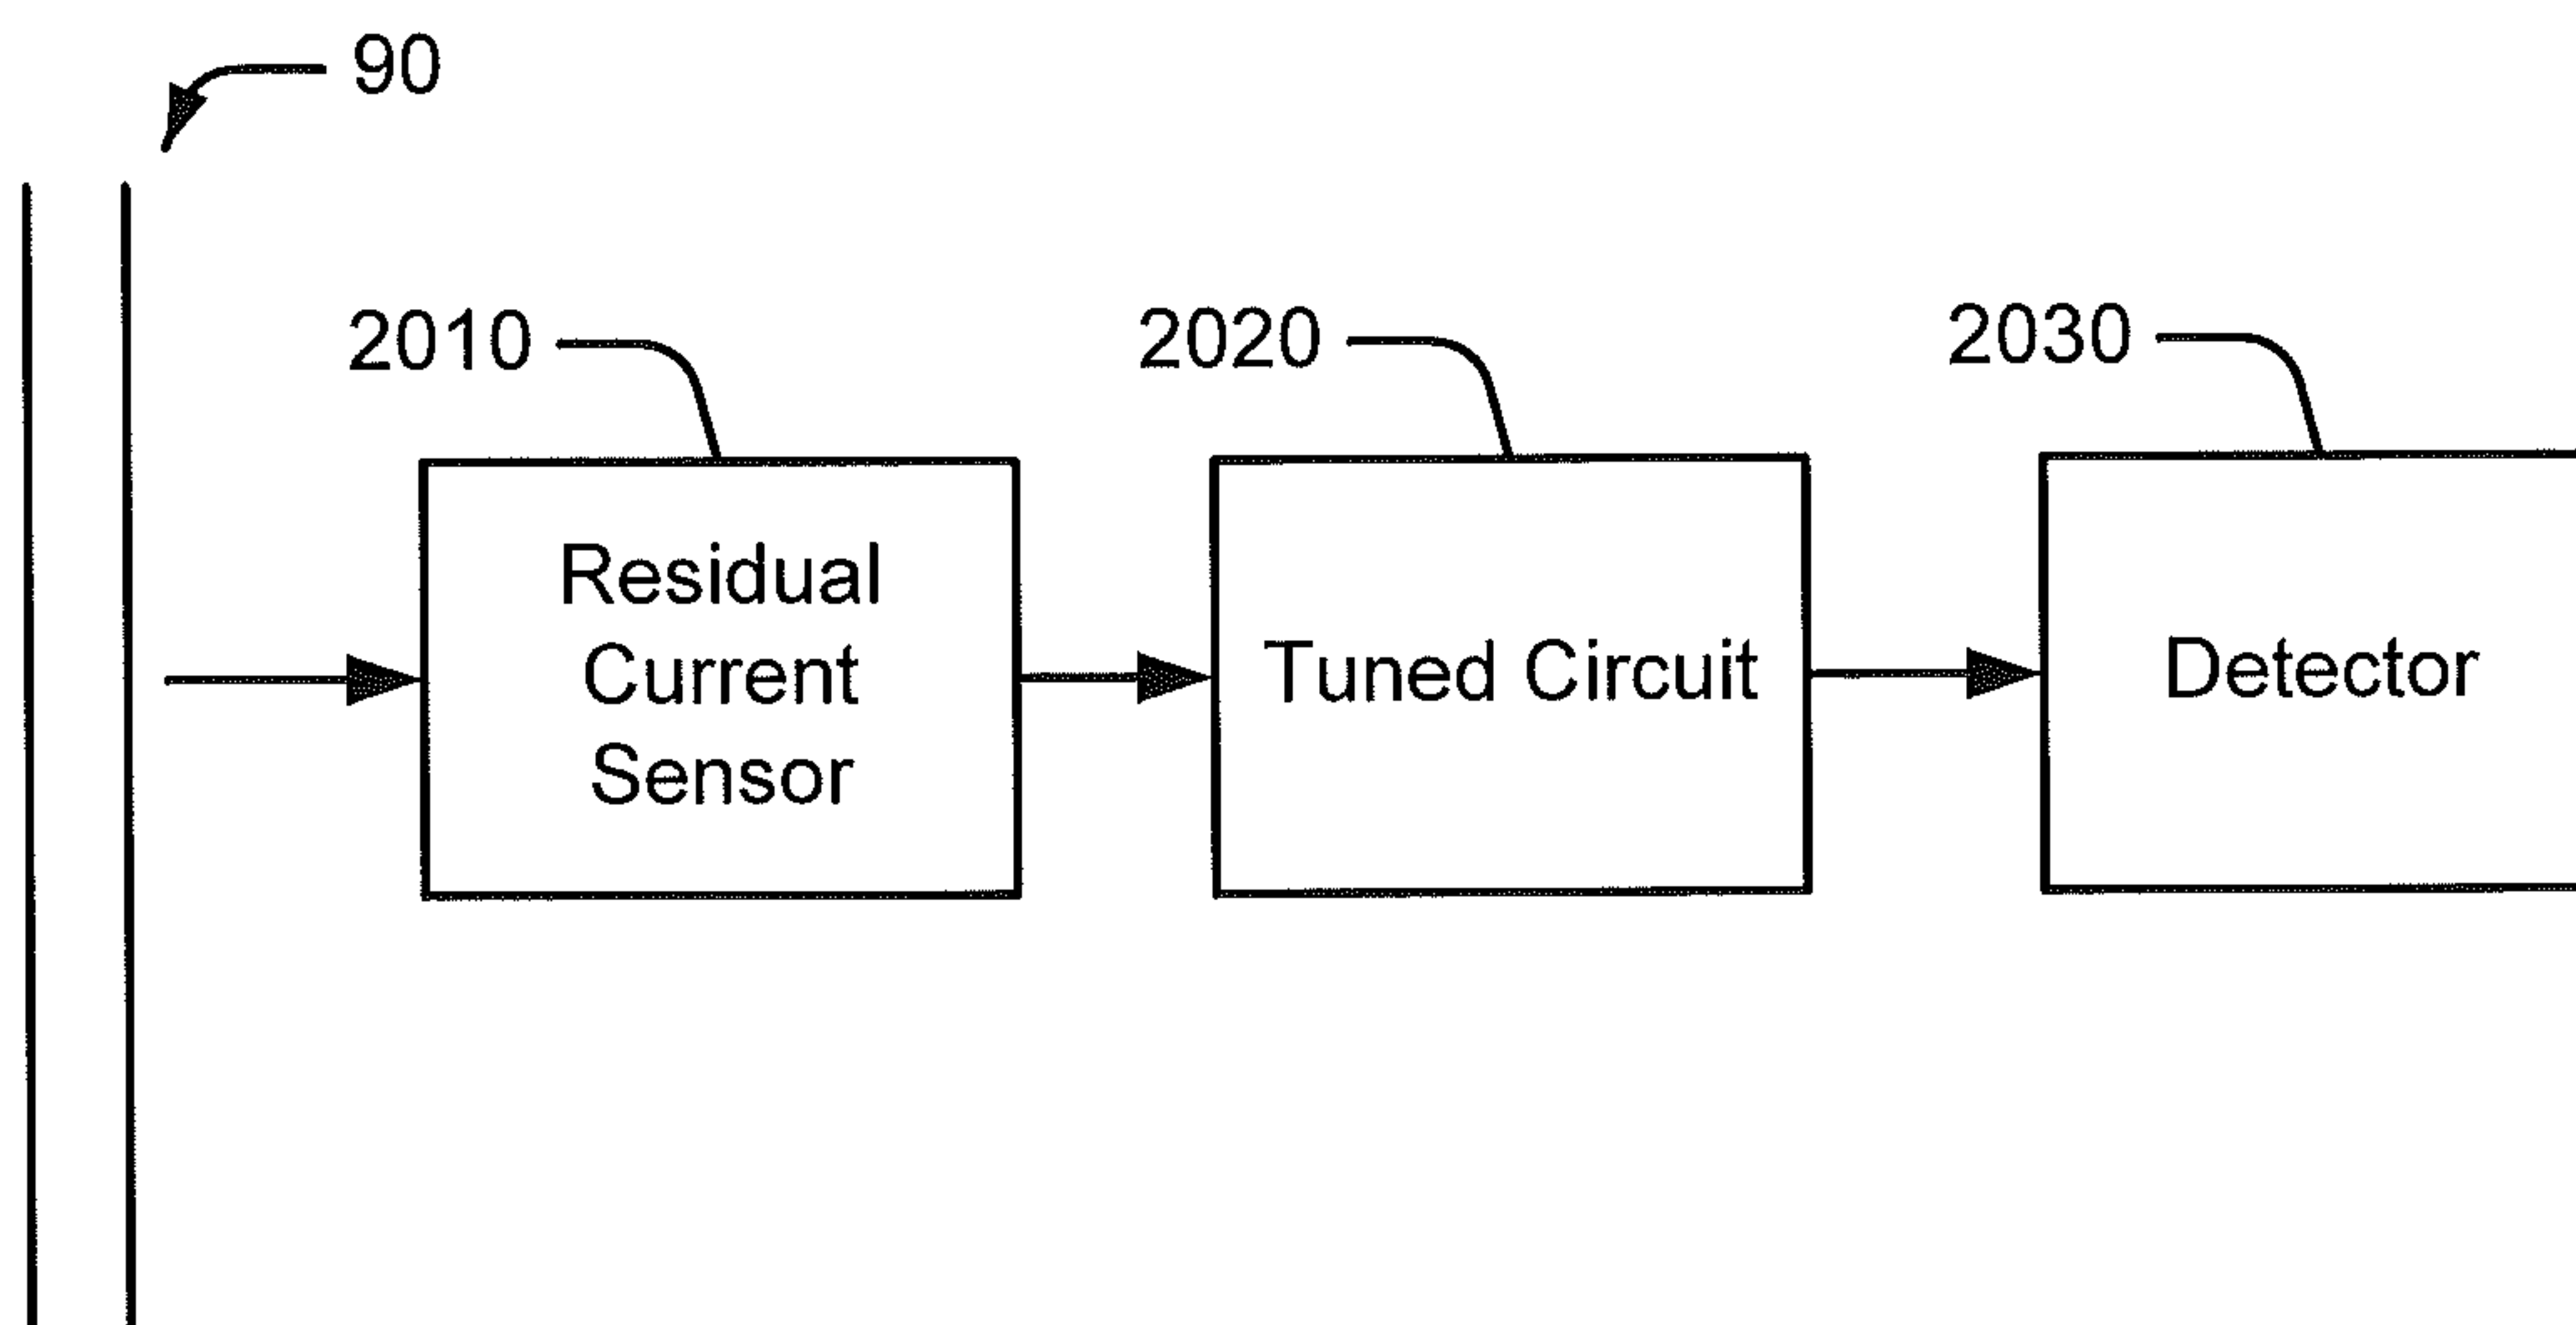 90
2010
2020
2030
Residual
Current
Sensor
Tuned Circuit
Detector